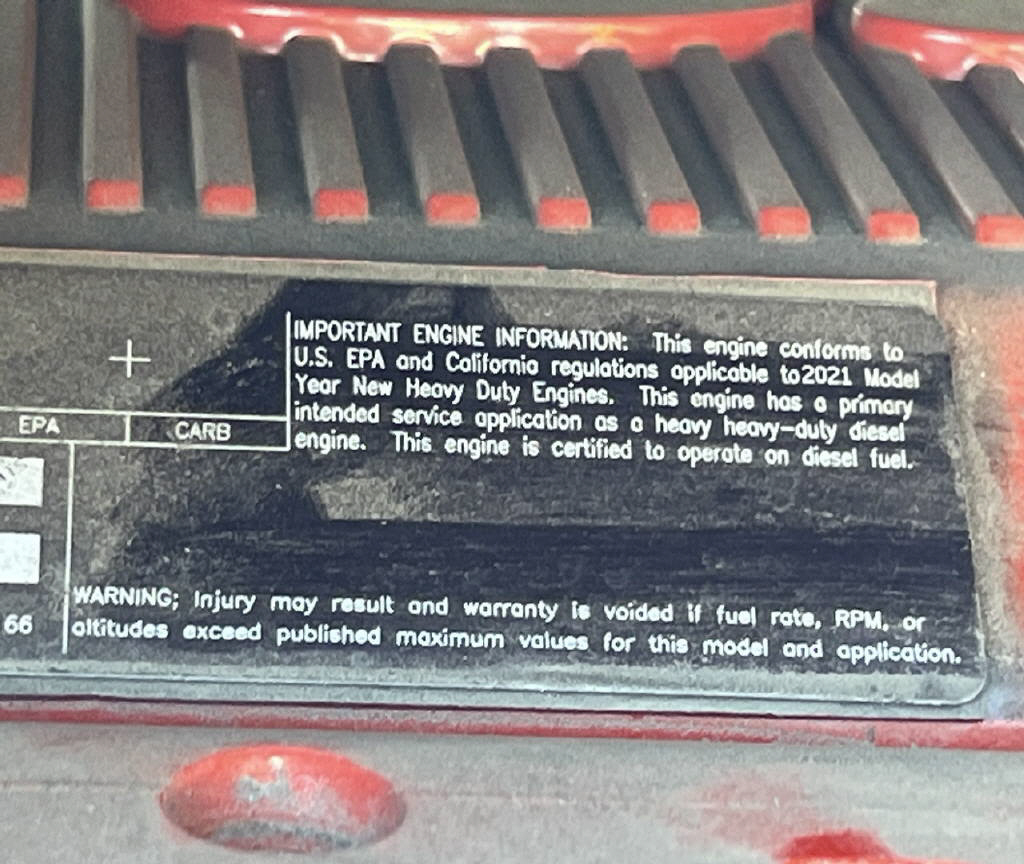 IMPORTANT ENGINE INFORMATION: This engine conforms to
U.S. EPA and California regulations applicable to2021 Model
Year New Heavy Duty Engines. This engine has a primary
intended service application as a heavy heavy-duty diesel
engine. This engine is certified to operate on diesel fuel.
EPA CARB
WARNING; Injury may result and warranty is voided if fuel rate, RPM, or
altitudes exceed published maximum values for this model and application.
66